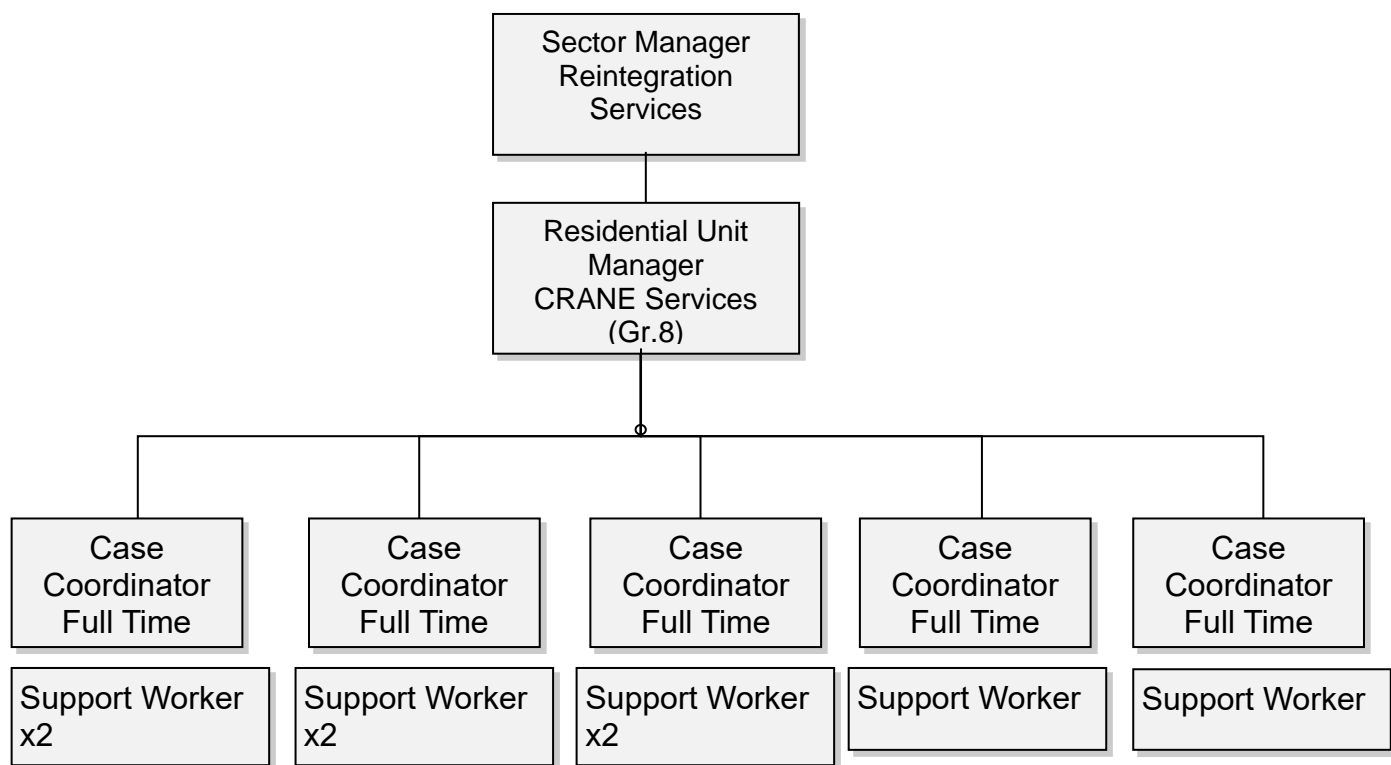 Sector Manager
Reintegration
Services
Residential Unit
Manager
CRANE Services
(Gr.8)
Case
Coordinator
Full Time
Case
Coordinator
Full Time
Case
Coordinator
Full Time
Case
Coordinator
Full Time
Case
Coordinator
Full Time
Support Worker
x2
Support Worker
x2
Support Worker
x2
Support Worker
Support Worker